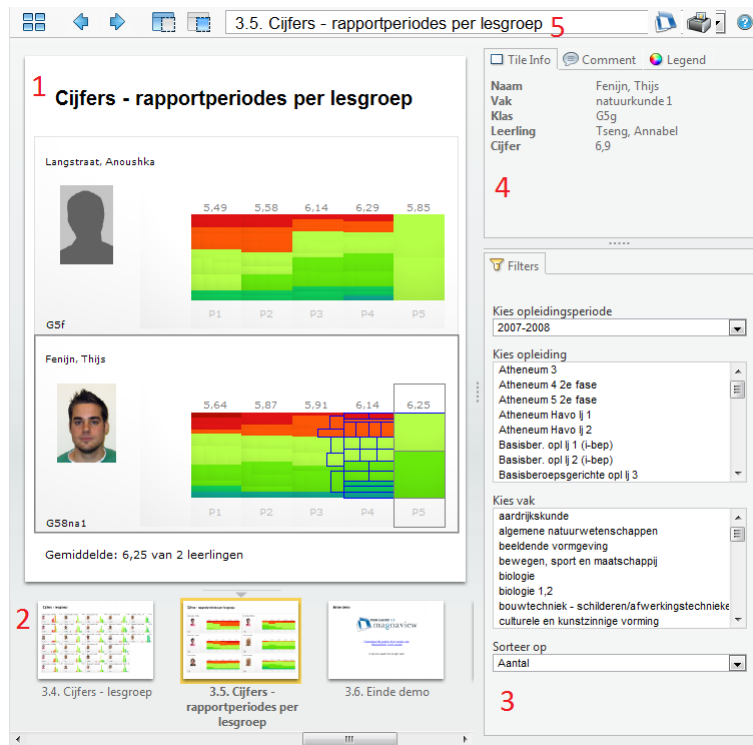 3.5. Cijfers - rapportperiodes per lesgroep
5
1
Cijfers - rapportperiodes per lesgroep
Langstraat, Anoushka
5,49 5,58 6,14 6,29 5,85
P1 P2 P3 P4 P5
G5f
Fenijn, Thijs
5,64 5,87 5,91 6,14 6,25
P1 P2 P3 P4 P5
G58na1
Gemiddelde: 6,25 van 2 leerlingen
2
magnaview
3.4. Cijfers - lesgroep
3.5. Cijfers -
rapportperiodes per
lesgroep
3.6. Einde demo
Tile Info Comment Legend
Naam Fenijn, Thijs
Vak natuurkunde 1
Klas G5g
Leerling Tseng, Annabel
Cijfer 6,9
4
Filters
Kies opleidingsperiode
2007-2008
Kies opleiding
Atheneum 3
Atheneum 4 2e fase
Atheneum 5 2e fase
Atheneum Havo lj 1
Atheneum Havo lj 2
Basisber. opl lj 1 (i-bep)
Basisber. opl lj 2 (i-bep)
Basisberoepsgerichte opl lj 3
Kies vak
aardrijkskunde
algemene natuurwetenschappen
beeldende vormgeving
bewegen, sport en maatschappij
biologie
biologie 1,2
bouwtechniek - schilderen/afwerkingstechnieke
culturele en kunstzinnige vorming
Sorteer op
Aantal
3